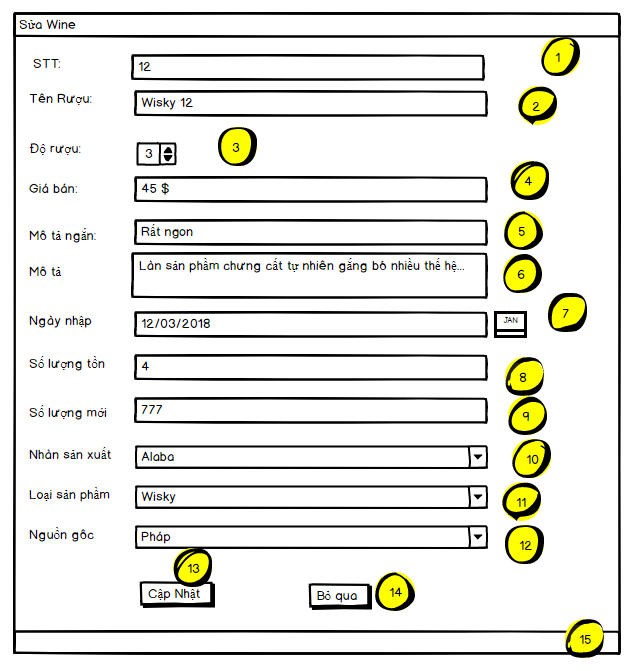 Sửa Wine
STT: 12 1
Tên Rượu: Wisky 12 2
Độ rượu: 3 3
Giá bán: 45 $ 4
Mô tả ngắn: Rất ngon 5
Mô tả Làn sản phẩm chưng cất tự nhiên gắng bó nhiều thế hệ... 6
Ngày nhập 12/03/2018 JAN 7
Số lượng tồn 4 8
Số lượng mới 777 9
Nhàn sản xuất Alaba 10
Loại sản phẩm Wisky 11
Nguồn gốc Pháp 12
13
Cập Nhật Bỏ qua 14
15